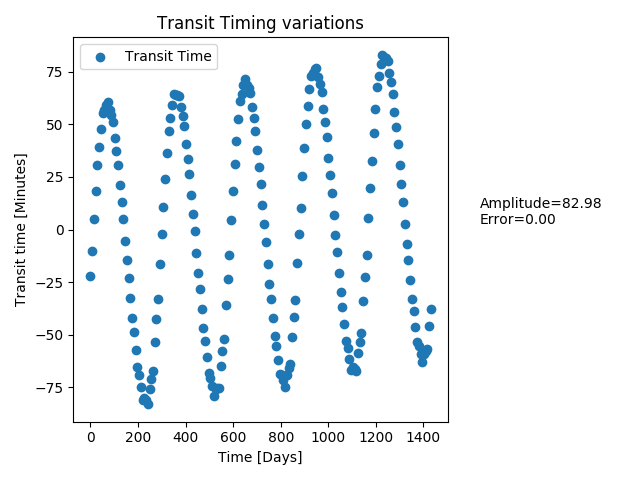 Transit Timing variations
Transit Time
Transit time [Minutes]
75
50
25
0
−25
−50
−75
0 200 400 600 800 1000 1200 1400
Time [Days]
Amplitude=82.98
Error=0.00